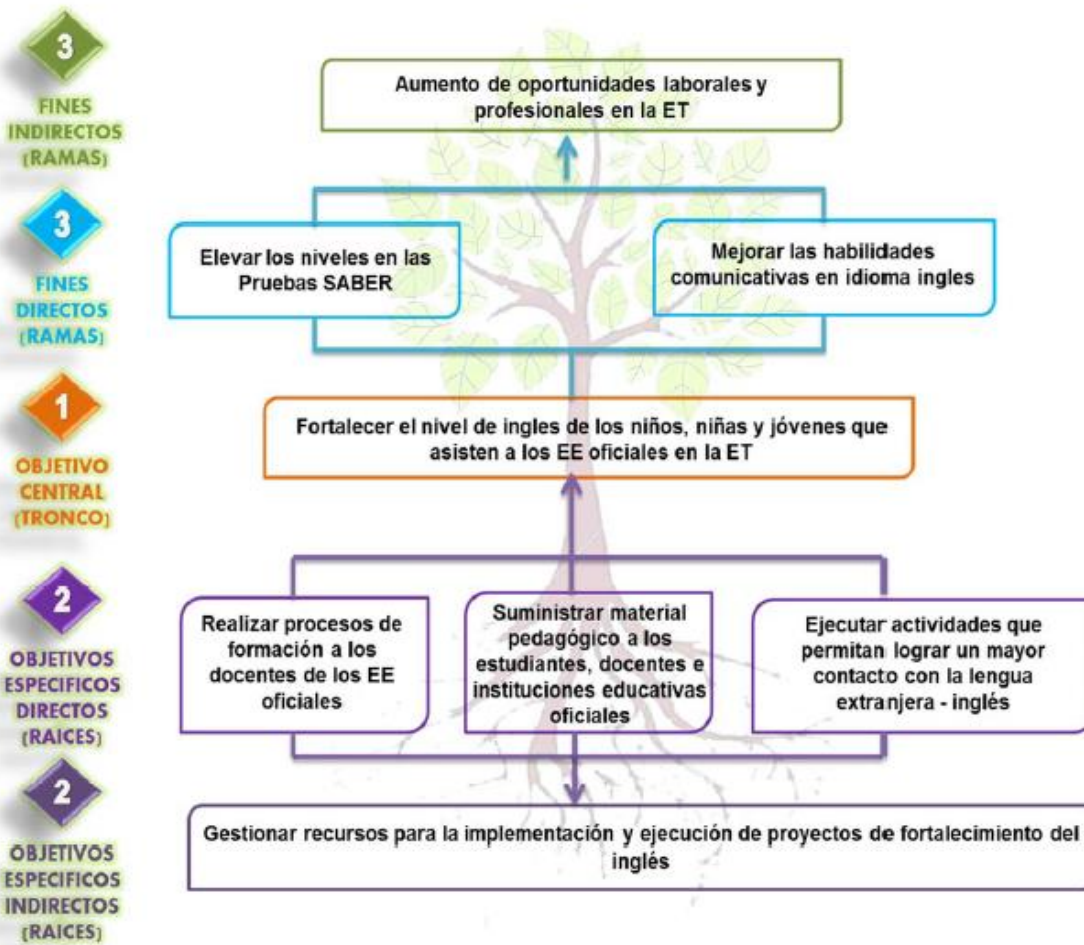 3
FINES
INDIRECTOS
(RAMAS)
Aumento de oportunidades laborales y
profesionales en la ET
3
FINES
DIRECTOS
(RAMAS)
Elevar los niveles en las
Pruebas SABER
Mejorar las habilidades
comunicativas en idioma ingles
1
OBJETIVO
CENTRAL
(TRONCO)
Fortalecer el nivel de ingles de los niños, niñas y jóvenes que
asisten a los EE oficiales en la ET
2
OBJETIVOS
ESPECIFICOS
DIRECTOS
(RAICES)
Realizar procesos de
formación a los
docentes de los EE
oficiales
Suministrar material
pedagógico a los
estudiantes, docentes e
instituciones educativas
oficiales
Ejecutar actividades que
permitan lograr un mayor
contacto con la lengua
extranjera - inglés
2
OBJETIVOS
ESPECIFICOS
INDIRECTOS
(RAICES)
Gestionar recursos para la implementación y ejecución de proyectos de fortalecimiento del
inglés